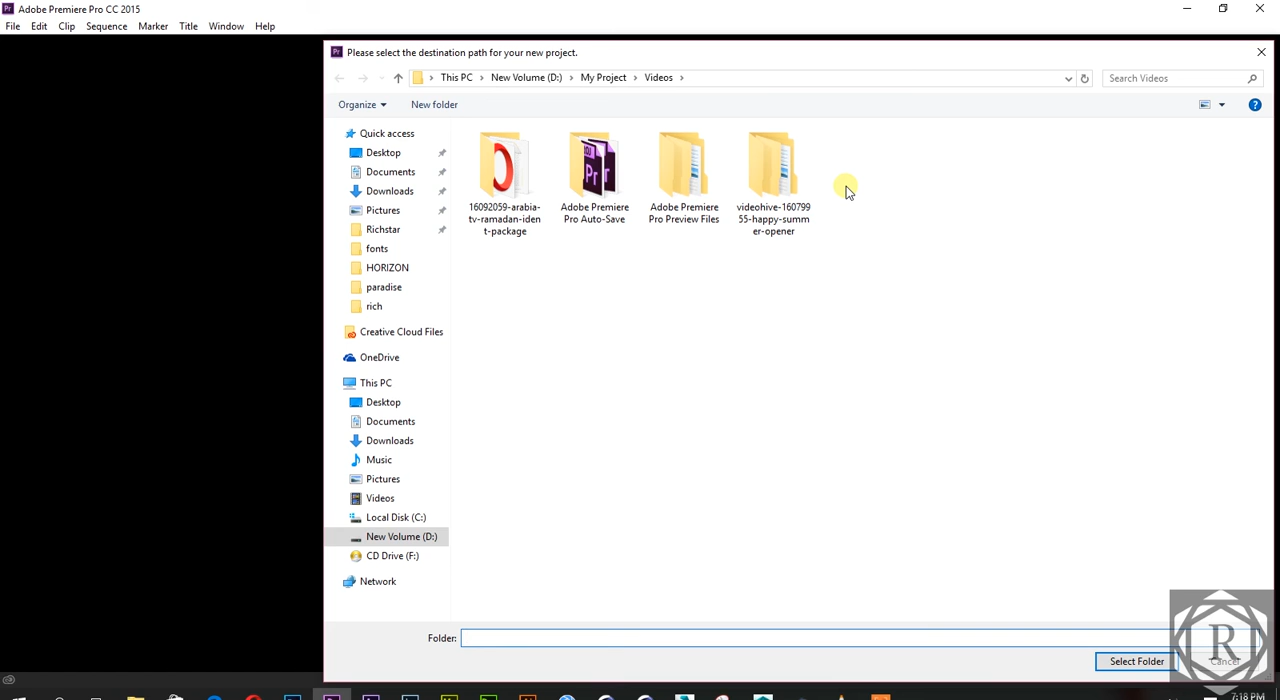 Adobe Premiere Pro CC 2015
File Edit Clip Sequence Marker Title Window Help
Please select the destination path for your new project.
This PC New Volume (D:) My Project Videos
Search Videos
Organize New folder
Quick access
Desktop
Documents
Downloads
Pictures
Richstar
fonts
HORIZON
paradise
rich
Creative Cloud Files
OneDrive
This PC
Desktop
Documents
Downloads
Music
Pictures
Videos
Local Disk (C:)
New Volume (D:)
CD Drive (F:)
Network
16092059-arabia-
tv-ramadan-iden
t-package
Adobe Premiere
Pro Auto-Save
Adobe Premiere
Pro Preview Files
videohive-160799
55-happy-summ
er-opener
Folder:
Select Folder
Cancel
R
7:18 PM